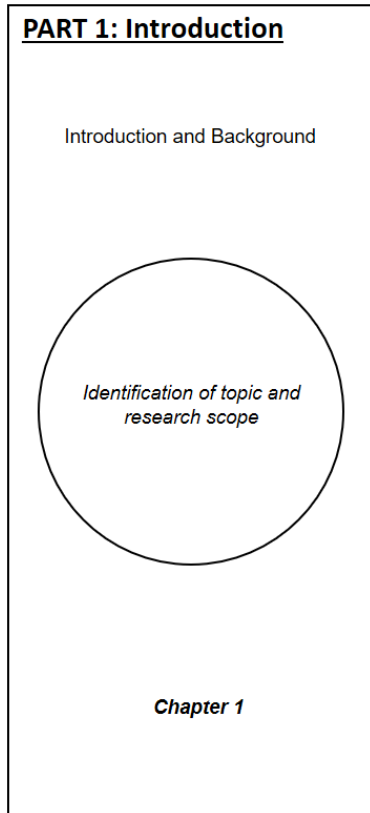 PART 1: Introduction
Introduction and Background
Identification of topic and
research scope
Chapter 1